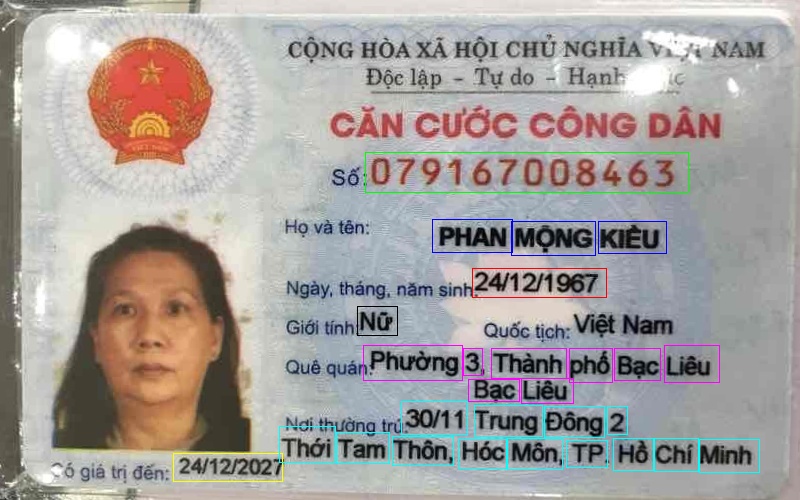 CỘNG HÒA XÃ HỘI CHỦ NGHĨA VIỆT NAM
Độc lập - Tự do - Hạnh
CĂN CƯỚC CÔNG DÂN
Số: 079167008463
Họ và tên: PHAN MỘNG KIỀU
Ngày, tháng, năm sinh: 24/12/1967
Giới tính: Nữ Quốc tịch: Việt Nam
Quê quán: Phường 3, Thành phố Bạc Liêu
Bạc Liêu
Nơi thường trú: 30/11 Trung Đông 2
Thới Tam Thôn, Hóc Môn, TP. Hồ Chí Minh
Có giá trị đến: 24/12/2027